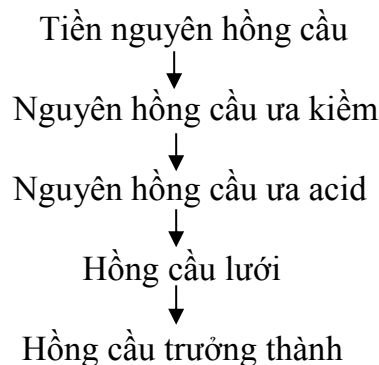 Tiền nguyên hồng cầu
Nguyên hồng cầu ưa kiềm
Nguyên hồng cầu ưa acid
Hồng cầu lưới
Hồng cầu trưởng thành